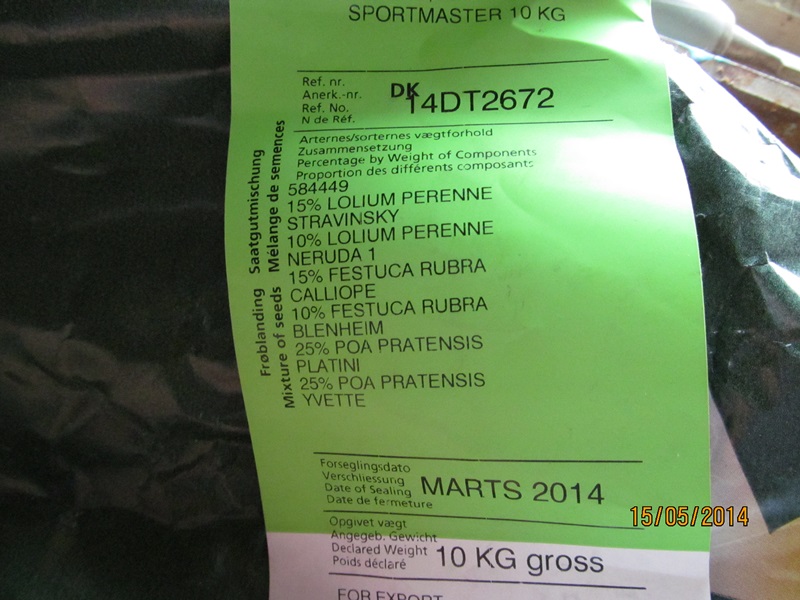 SPORTMASTER 10 KG
Ref. nr.
Anerk.-nr.
Ref. No.
N de Réf.
DK
14DT2672
Frøblanding Saatgutmischung
Mixture of seeds Mélange de semences
Arternes/sorternes vægtforhold
Zusammensetzung
Percentage by Weight of Components
Proportion des différents composants
584449
15% LOLIUM PERENNE
STRAVINSKY
10% LOLIUM PERENNE
NERUDA 1
15% FESTUCA RUBRA
CALLIOPE
10% FESTUCA RUBRA
BLENHEIM
25% POA PRATENSIS
PLATINI
25% POA PRATENSIS
YVETTE
Forseglingsdato
Verschliessung
Date of Sealing
Date de fermeture
MARTS 2014
Opgivet vægt
Angegeb. Gewicht
Declared Weight
Poids déclaré
10 KG gross
FOR EXPORT
15/05/2014